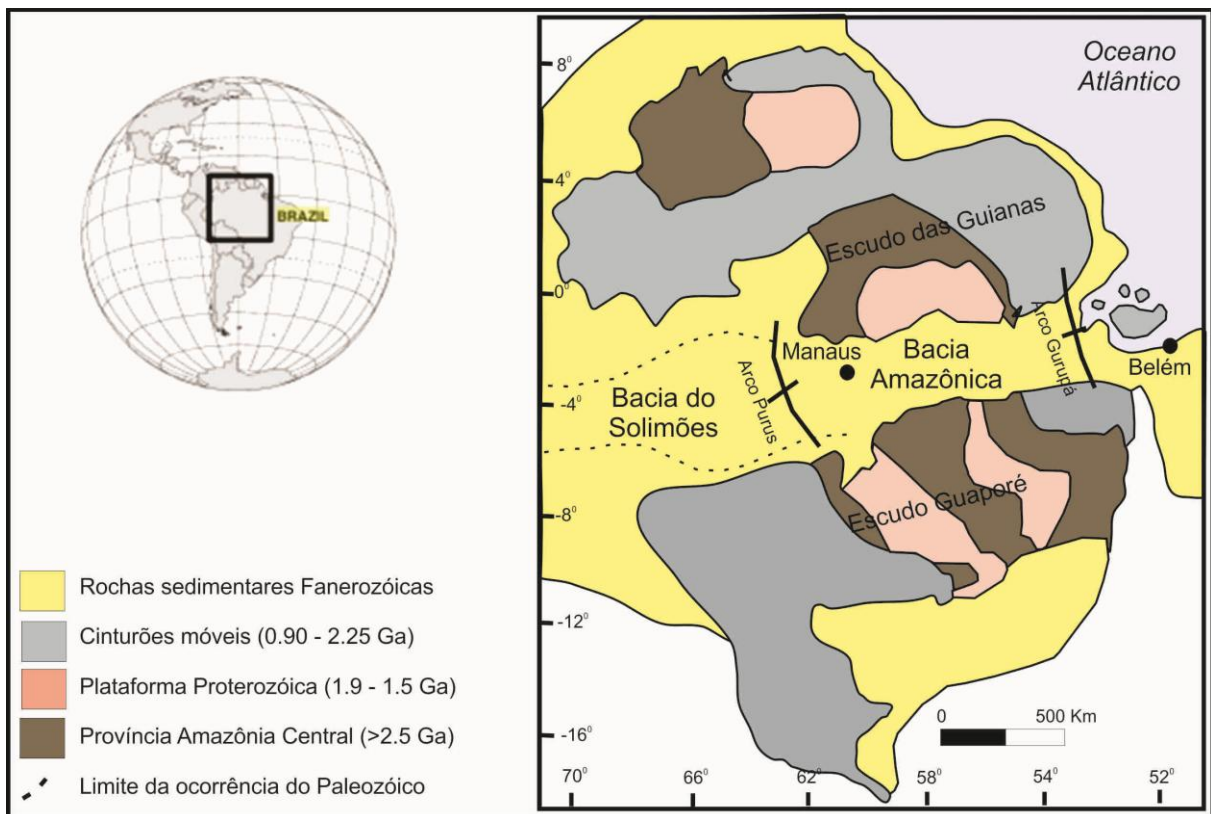 BRAZIL
Rochas sedimentares Fanerozóicas
Cinturões móveis (0.90 - 2.25 Ga)
Plataforma Proterozóica (1.9 - 1.5 Ga)
Província Amazônia Central (>2.5 Ga)
Limite da ocorrência do Paleozóico
Oceano
Atlântico
8°
4°
0°
-4°
-8°
-12°
-16°
Escudo das Guianas
Arco Gurupá
Manaus
Bacia
Amazônica
Belém
Arco Purus
Bacia do
Solimões
Escudo Guaporé
0 500 Km
70° 66° 62° 58° 54° 52°